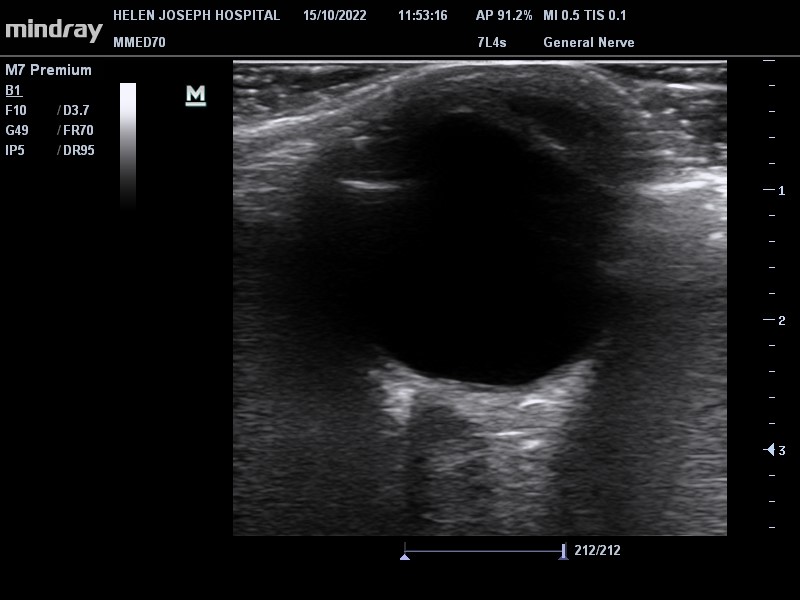 mindray
HELEN JOSEPH HOSPITAL 15/10/2022 11:53:16 AP 91.2% MI 0.5 TIS 0.1
MMED70 7L4s General Nerve
M7 Premium
B1
F10 / D3.7
G49 / FR70
IP5 / DR95
M
1
2
3
212/212